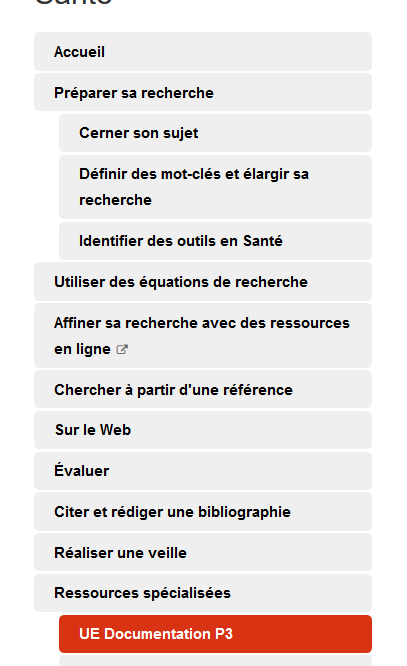 Santé
Accueil
Préparer sa recherche
Cerner son sujet
Définir des mot-clés et élargir sa
recherche
Identifier des outils en Santé
Utiliser des équations de recherche
Affiner sa recherche avec des ressources
en ligne
Chercher à partir d'une référence
Sur le Web
Évaluer
Citer et rédiger une bibliographie
Réaliser une veille
Ressources spécialisées
UE Documentation P3